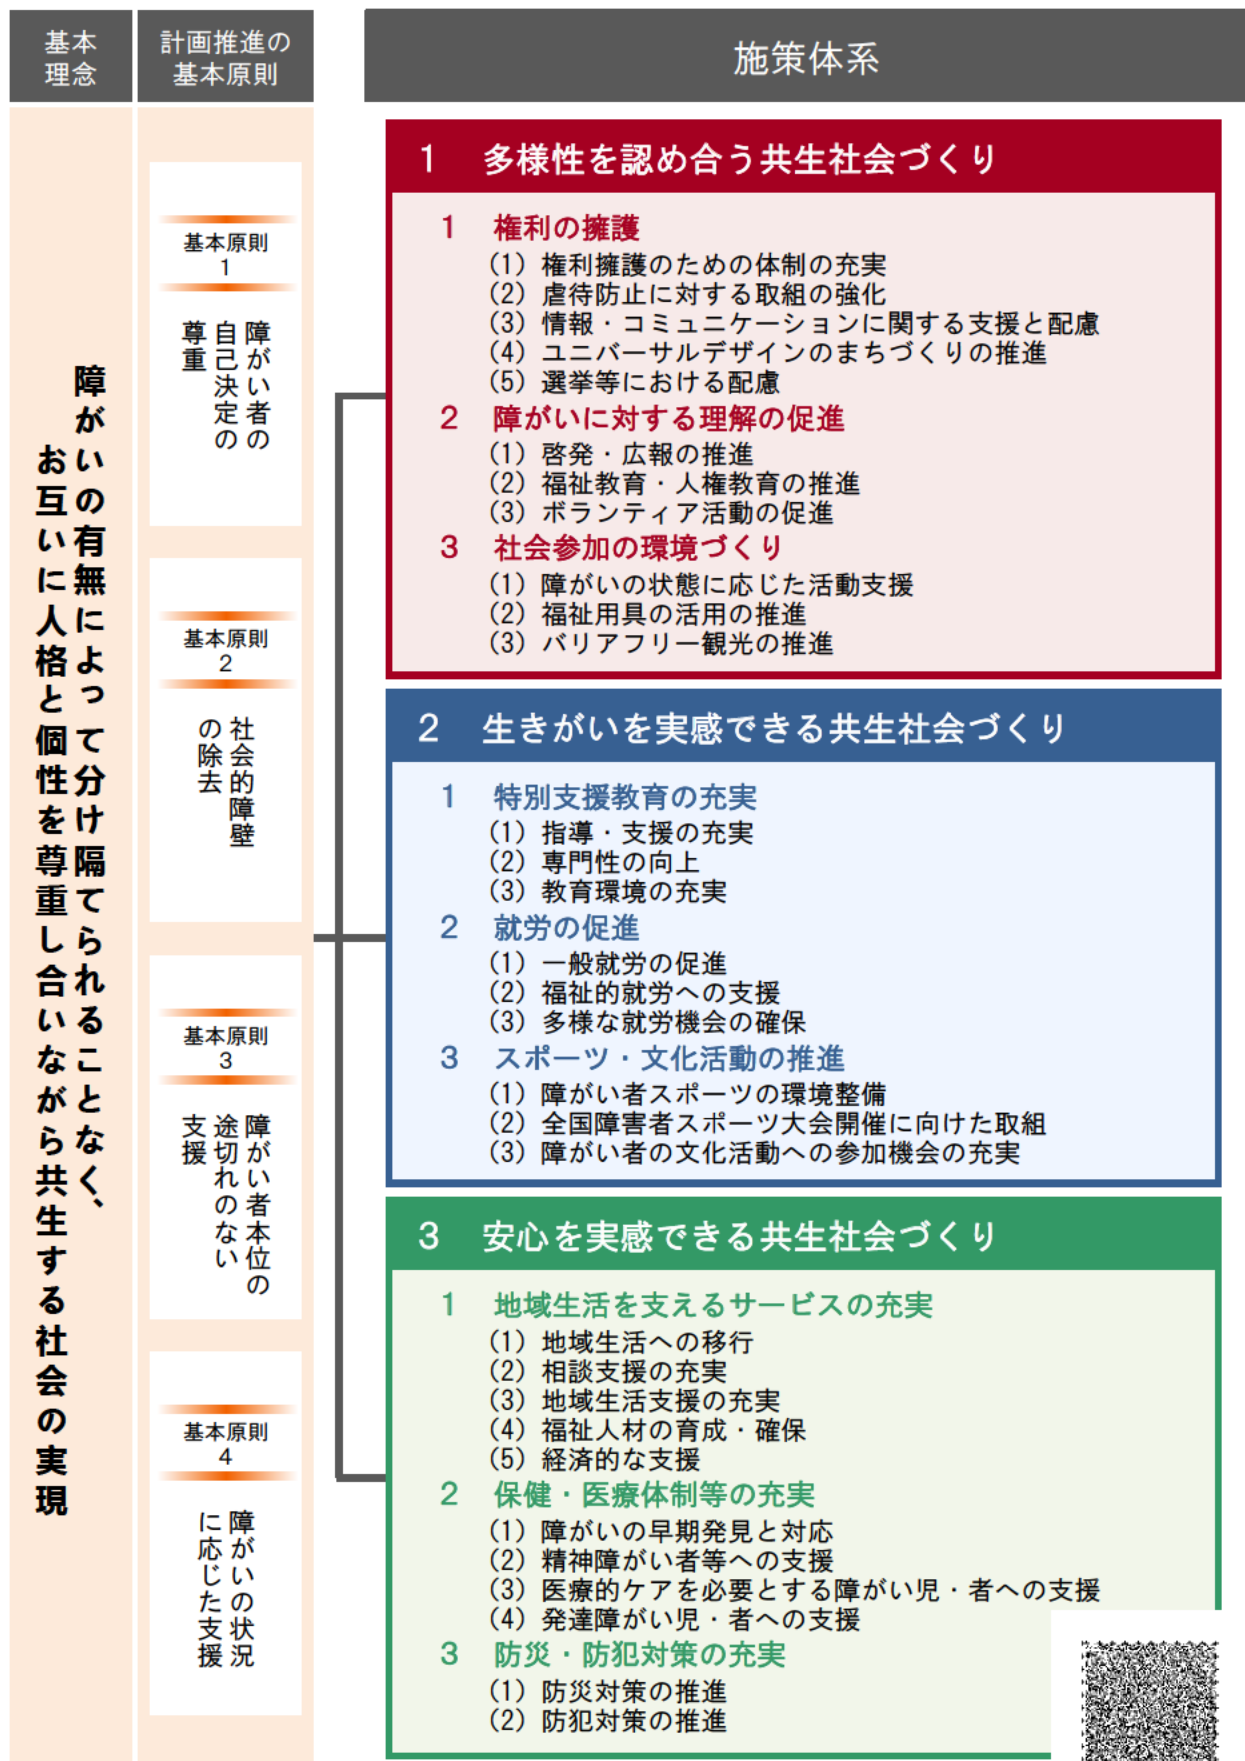 基本
理念
計画推進の
基本原則
施策体系
障がいの有無によって分け隔てられることなく、
お互いに人格と個性を尊重し合いながら共生する社会の実現
基本原則
1
障がい者の
自己決定の
尊重
基本原則
2
社会的障壁
の除去
基本原則
3
障がい者本位の
途切れのない
支援
基本原則
4
障がいの状況
に応じた支援
1 多様性を認め合う共生社会づくり
1 権利の擁護
(1) 権利擁護のための体制の充実
(2) 虐待防止に対する取組の強化
(3) 情報・コミュニケーションに関する支援と配慮
(4) ユニバーサルデザインのまちづくりの推進
(5) 選挙等における配慮
2 障がいに対する理解の促進
(1) 啓発・広報の推進
(2) 福祉教育・人権教育の推進
(3) ボランティア活動の促進
3 社会参加の環境づくり
(1) 障がいの状態に応じた活動支援
(2) 福祉用具の活用の推進
(3) バリアフリー観光の推進
2 生きがいを実感できる共生社会づくり
1 特別支援教育の充実
(1) 指導・支援の充実
(2) 専門性の向上
(3) 教育環境の充実
2 就労の促進
(1) 一般就労の促進
(2) 福祉的就労への支援
(3) 多様な就労機会の確保
3 スポーツ・文化活動の推進
(1) 障がい者スポーツの環境整備
(2) 全国障害者スポーツ大会開催に向けた取組
(3) 障がい者の文化活動への参加機会の充実
3 安心を実感できる共生社会づくり
1 地域生活を支えるサービスの充実
(1) 地域生活への移行
(2) 相談支援の充実
(3) 地域生活支援の充実
(4) 福祉人材の育成・確保
(5) 経済的な支援
2 保健・医療体制等の充実
(1) 障がいの早期発見と対応
(2) 精神障がい者等への支援
(3) 医療的ケアを必要とする障がい児・者への支援
(4) 発達障がい児・者への支援
3 防災・防犯対策の充実
(1) 防災対策の推進
(2) 防犯対策の推進